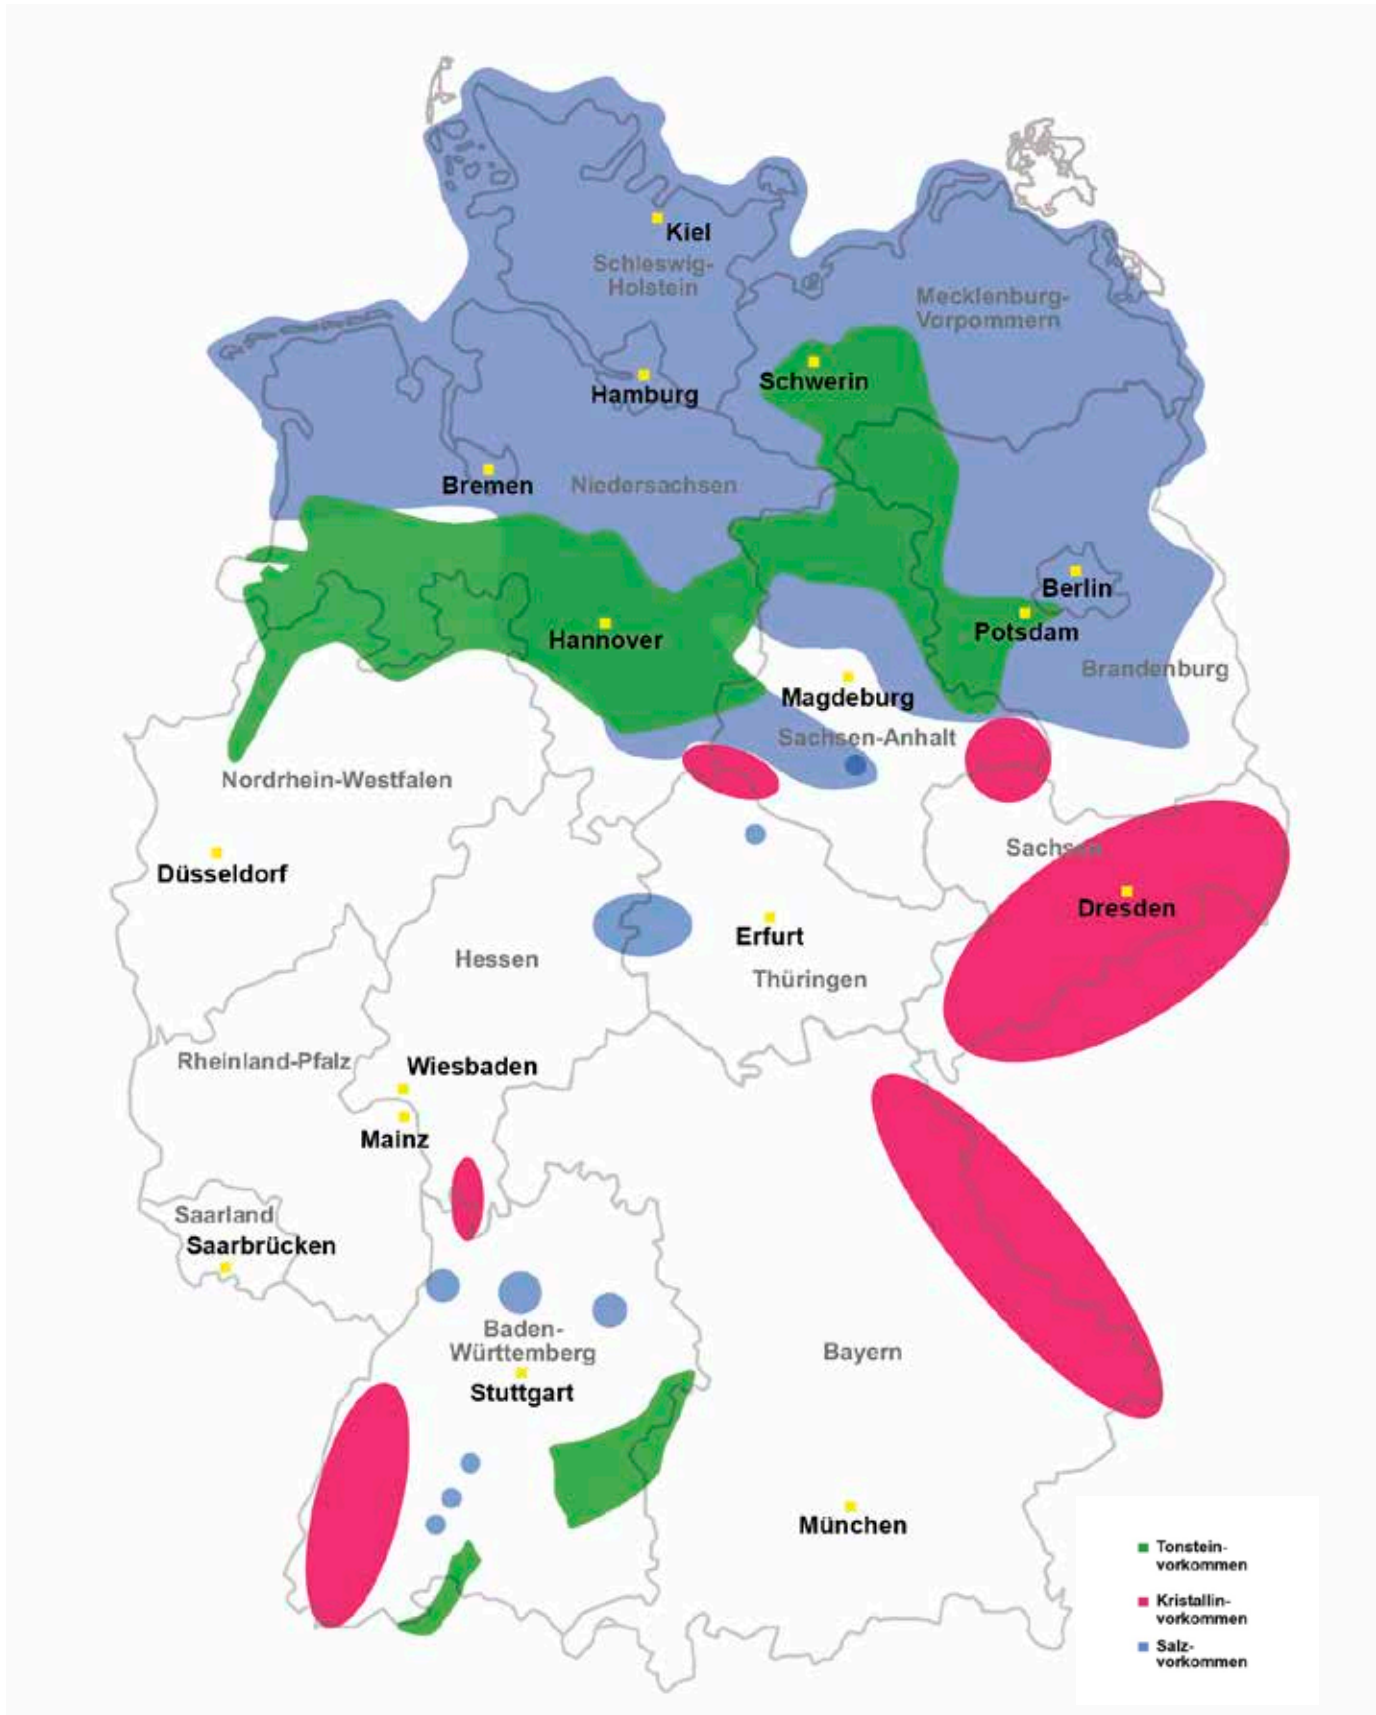 Kiel
Schleswig-
Holstein
Mecklenburg-
Vorpommern
Schwerin
Hamburg
Bremen
Niedersachsen
Berlin
Potsdam
Hannover
Brandenburg
Magdeburg
Sachsen-Anhalt
Nordrhein-Westfalen
Düsseldorf
Sachsen
Dresden
Erfurt
Hessen
Thüringen
Rheinland-Pfalz
Wiesbaden
Mainz
Saarland
Saarbrücken
Baden-
Württemberg
Stuttgart
Bayern
München
Tonstein-
vorkommen
Kristallin-
vorkommen
Salz-
vorkommen